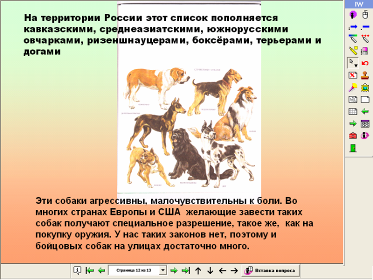 IW
На территории России этот список пополняется
кавказскими, среднеазиатскими, южнорусскими
овчарками, ризеншнауцерами, боксёрами, терьерами и
догами
Эти собаки агрессивны, малочувствительны к боли. Во
многих странах Европы и США желающие завести таких
собак получают специальное разрешение, такое же, как на
покупку оружия. У нас таких законов нет, поэтому и
бойцовых собак на улицах достаточно много.
Страница 12 из 13
Вставка вопроса